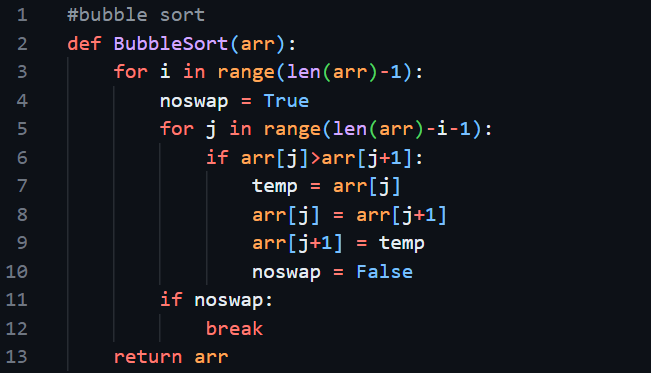 1 #bubble sort
2 def BubbleSort(arr):
3     for i in range(len(arr)-1):
4         noswap = True
5         for j in range(len(arr)-i-1):
6             if arr[j]>arr[j+1]:
7                 temp = arr[j]
8                 arr[j] = arr[j+1]
9                 arr[j+1] = temp
10                 noswap = False
11         if noswap:
12             break
13     return arr